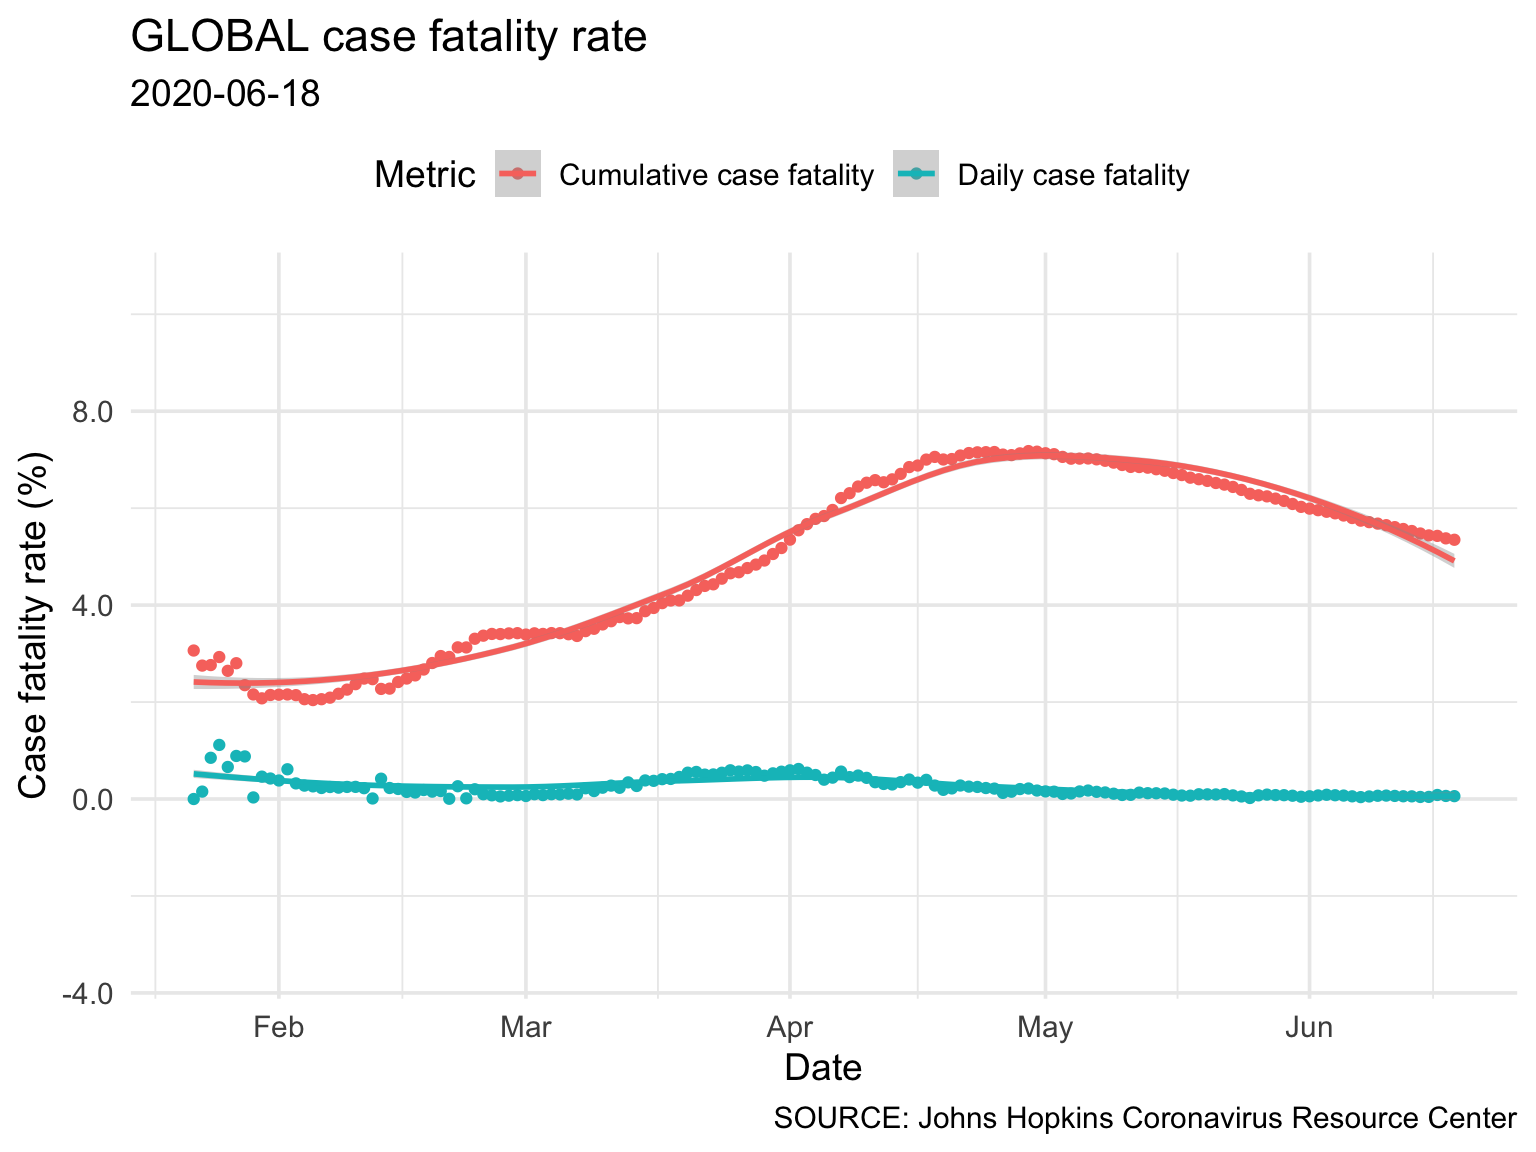 GLOBAL case fatality rate
2020-06-18
Metric Cumulative case fatality Daily case fatality
Case fatality rate (%)
8.0
4.0
0.0
-4.0
Feb Mar Apr May Jun
Date
SOURCE: Johns Hopkins Coronavirus Resource Center